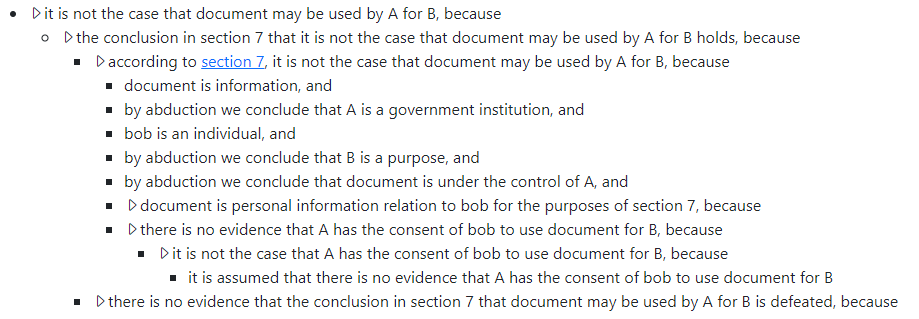 it is not the case that document may be used by A for B, because
the conclusion in section 7 that it is not the case that document may be used by A for B holds, because
according to section 7, it is not the case that document may be used by A for B, because
document is information, and
by abduction we conclude that A is a government institution, and
bob is an individual, and
by abduction we conclude that B is a purpose, and
by abduction we conclude that document is under the control of A, and
document is personal information relation to bob for the purposes of section 7, because
there is no evidence that A has the consent of bob to use document for B, because
it is not the case that A has the consent of bob to use document for B, because
it is assumed that there is no evidence that A has the consent of bob to use document for B
there is no evidence that the conclusion in section 7 that document may be used by A for B is defeated, because